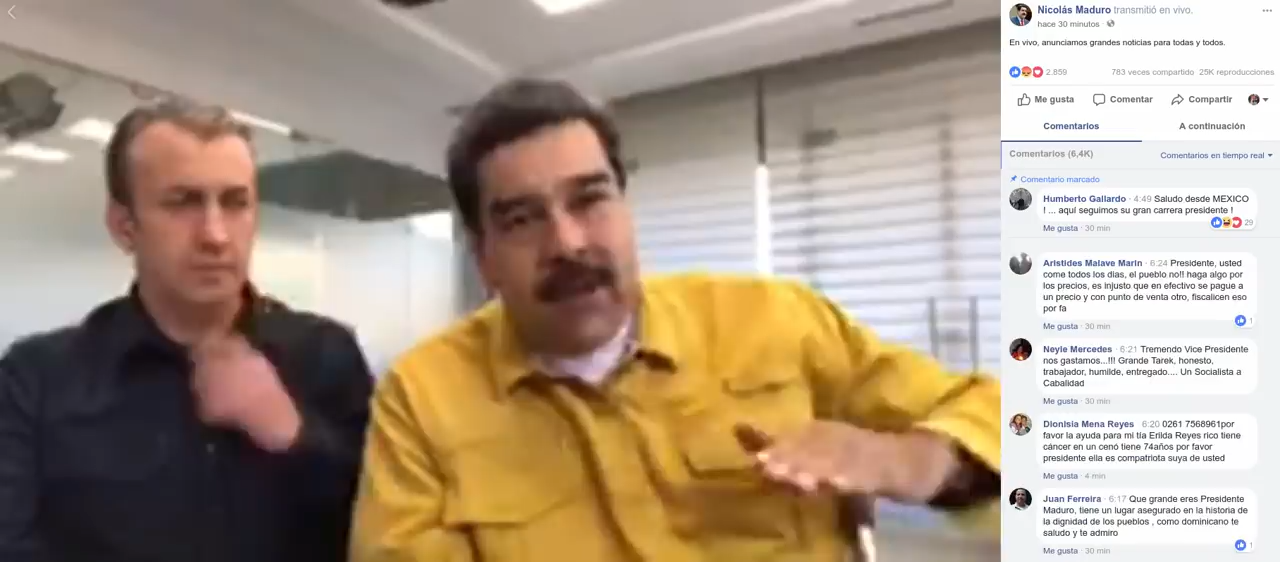 Nicolás Maduro transmitió en vivo.
hace 30 minutos ·
En vivo, anunciamos grandes noticias para todas y todos.
2.859 783 veces compartido 25K reproducciones
Me gusta Comentar Compartir
Comentarios A continuación
Comentarios (6,4K) Comentarios en tiempo real
Comentario marcado
Humberto Gallardo · 4:49 Saludo desde MEXICO
! ... aquí seguimos su gran carrera presidente !
29
Me gusta · 30 min
Aristides Malave Marin · 6:24 Presidente, usted
come todos los dias, el pueblo no!! haga algo por
los precios, es injusto que en efectivo se pague a
un precio y con punto de venta otro, fiscalicen eso
por fa
1
Me gusta · 30 min
Neyle Mercedes · 6:21 Tremendo Vice Presidente
nos gastamos...!!! Grande Tarek, honesto,
trabajador, humilde, entregado.... Un Socialista a
Cabalidad
Me gusta · 30 min
Dionisia Mena Reyes · 6:20 0261 7568961por
favor la ayuda para mi tía Erilda Reyes rico tiene
cáncer en un cenó tiene 74años por favor
presidente ella es compatriota suya de usted
Me gusta · 4 min
Juan Ferreira · 6:17 Que grande eres Presidente
Maduro, tiene un lugar asegurado en la historia de
la dignidad de los pueblos , como dominicano te
saludo y te admiro
1
Me gusta · 30 min